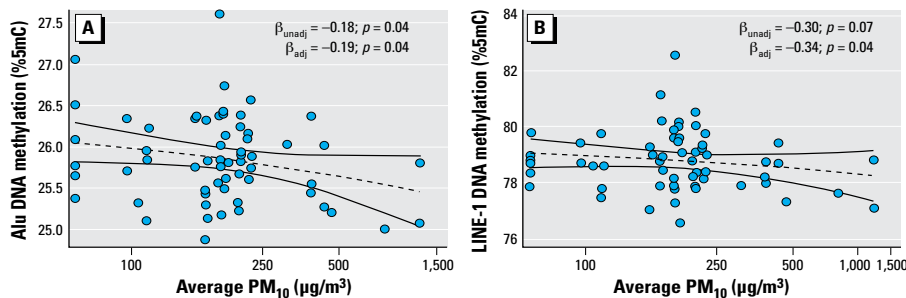 A
β_unadj = –0.18; p = 0.04
β_adj = –0.19; p = 0.04
Alu DNA methylation (%5mC)
27.5
27.0
26.5
26.0
25.5
25.0
100
250
500
1,500
Average PM₁₀ (μg/m³)
B
β_unadj = –0.30; p = 0.07
β_adj = –0.34; p = 0.04
LINE-1 DNA methylation (%5mC)
84
82
80
78
76
100
250
500
1,000
1,500
Average PM₁₀ (μg/m³)